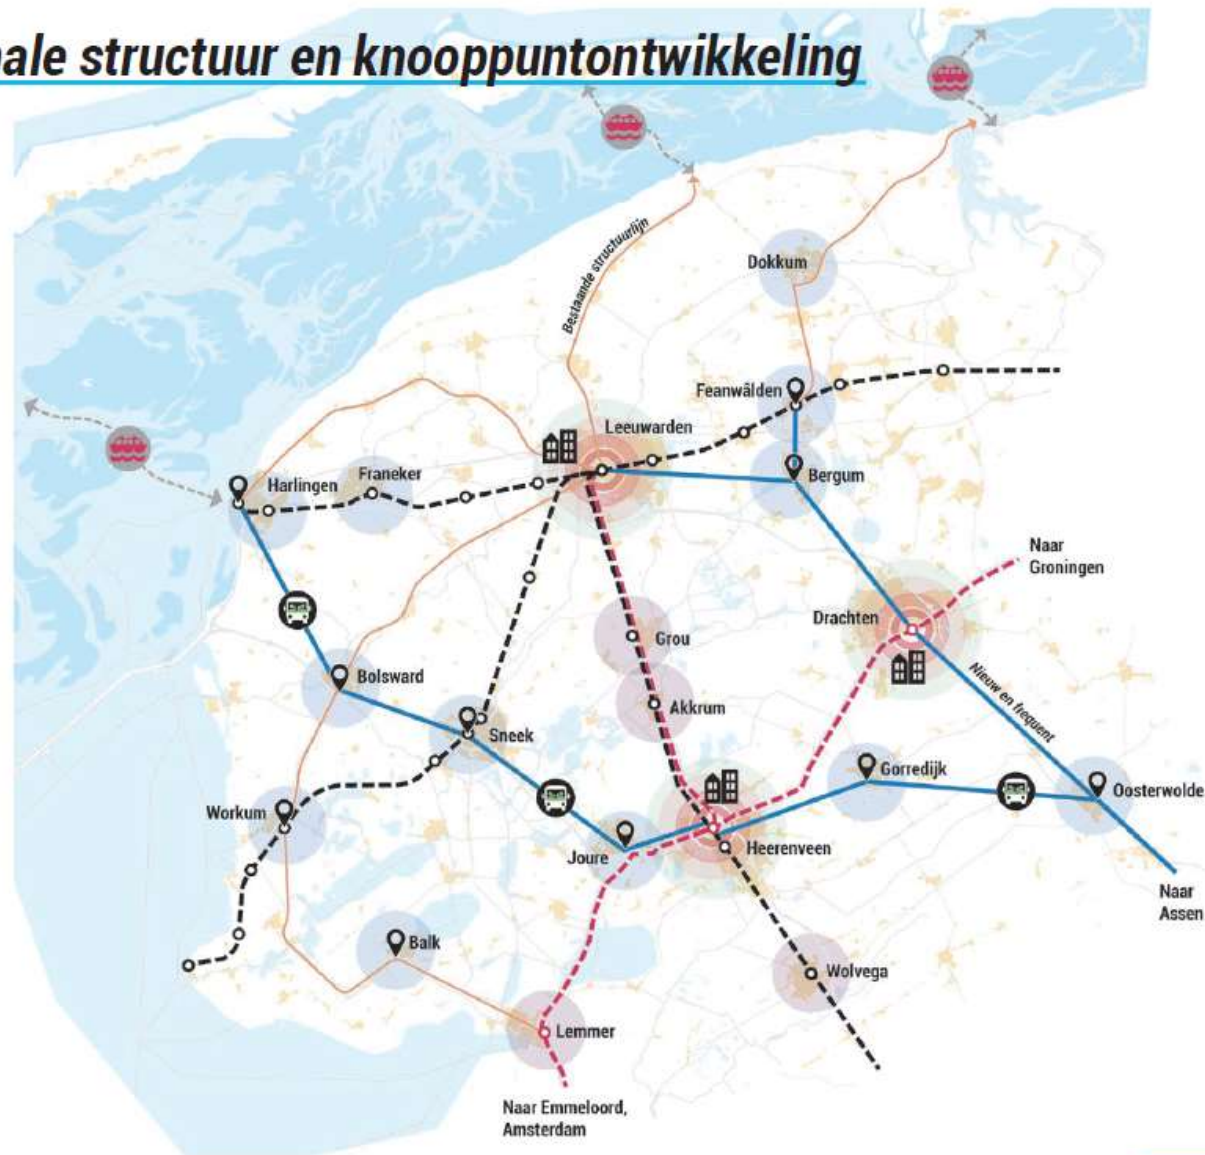 ale structuur en knooppuntontwikkeling
Bestaande structuurlijn
Dokkum
Feanwâlden
Leeuwarden
Harlingen
Franeker
Bergum
Naar
Groningen
Drachten
Grou
Bolsward
Akkrum
Nieuw en frequent
Sneek
Gorredijk
Oosterwolde
Workum
Joure
Heerenveen
Naar
Assen
Balk
Wolvega
Lemmer
Naar Emmeloord,
Amsterdam